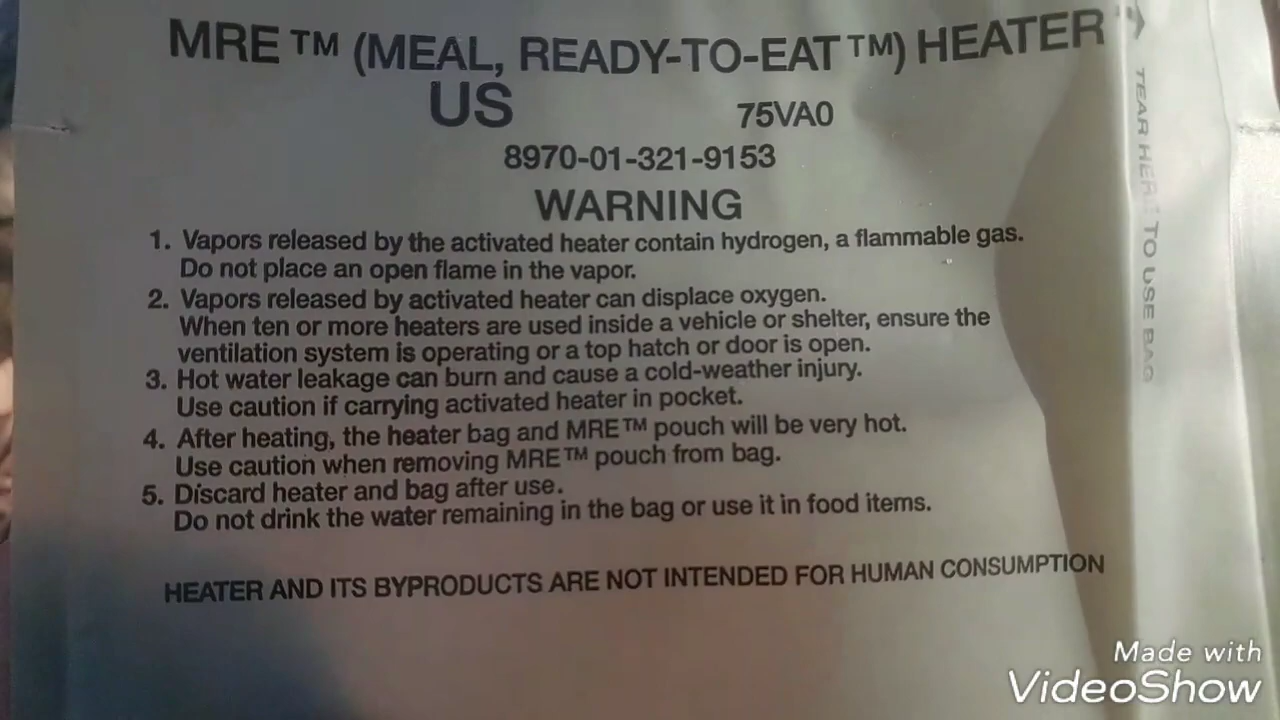 MRE™ (MEAL, READY-TO-EAT™) HEATER
US 75VA0
8970-01-321-9153
WARNING
1. Vapors released by the activated heater contain hydrogen, a flammable gas.
Do not place an open flame in the vapor.
2. Vapors released by activated heater can displace oxygen.
When ten or more heaters are used inside a vehicle or shelter, ensure the
ventilation system is operating or a top hatch or door is open.
3. Hot water leakage can burn and cause a cold-weather injury.
Use caution if carrying activated heater in pocket.
4. After heating, the heater bag and MRE™ pouch will be very hot.
Use caution when removing MRE™ pouch from bag.
5. Discard heater and bag after use.
Do not drink the water remaining in the bag or use it in food items.
HEATER AND ITS BYPRODUCTS ARE NOT INTENDED FOR HUMAN CONSUMPTION
TEAR HERE TO USE BAG
Made with
VideoShow